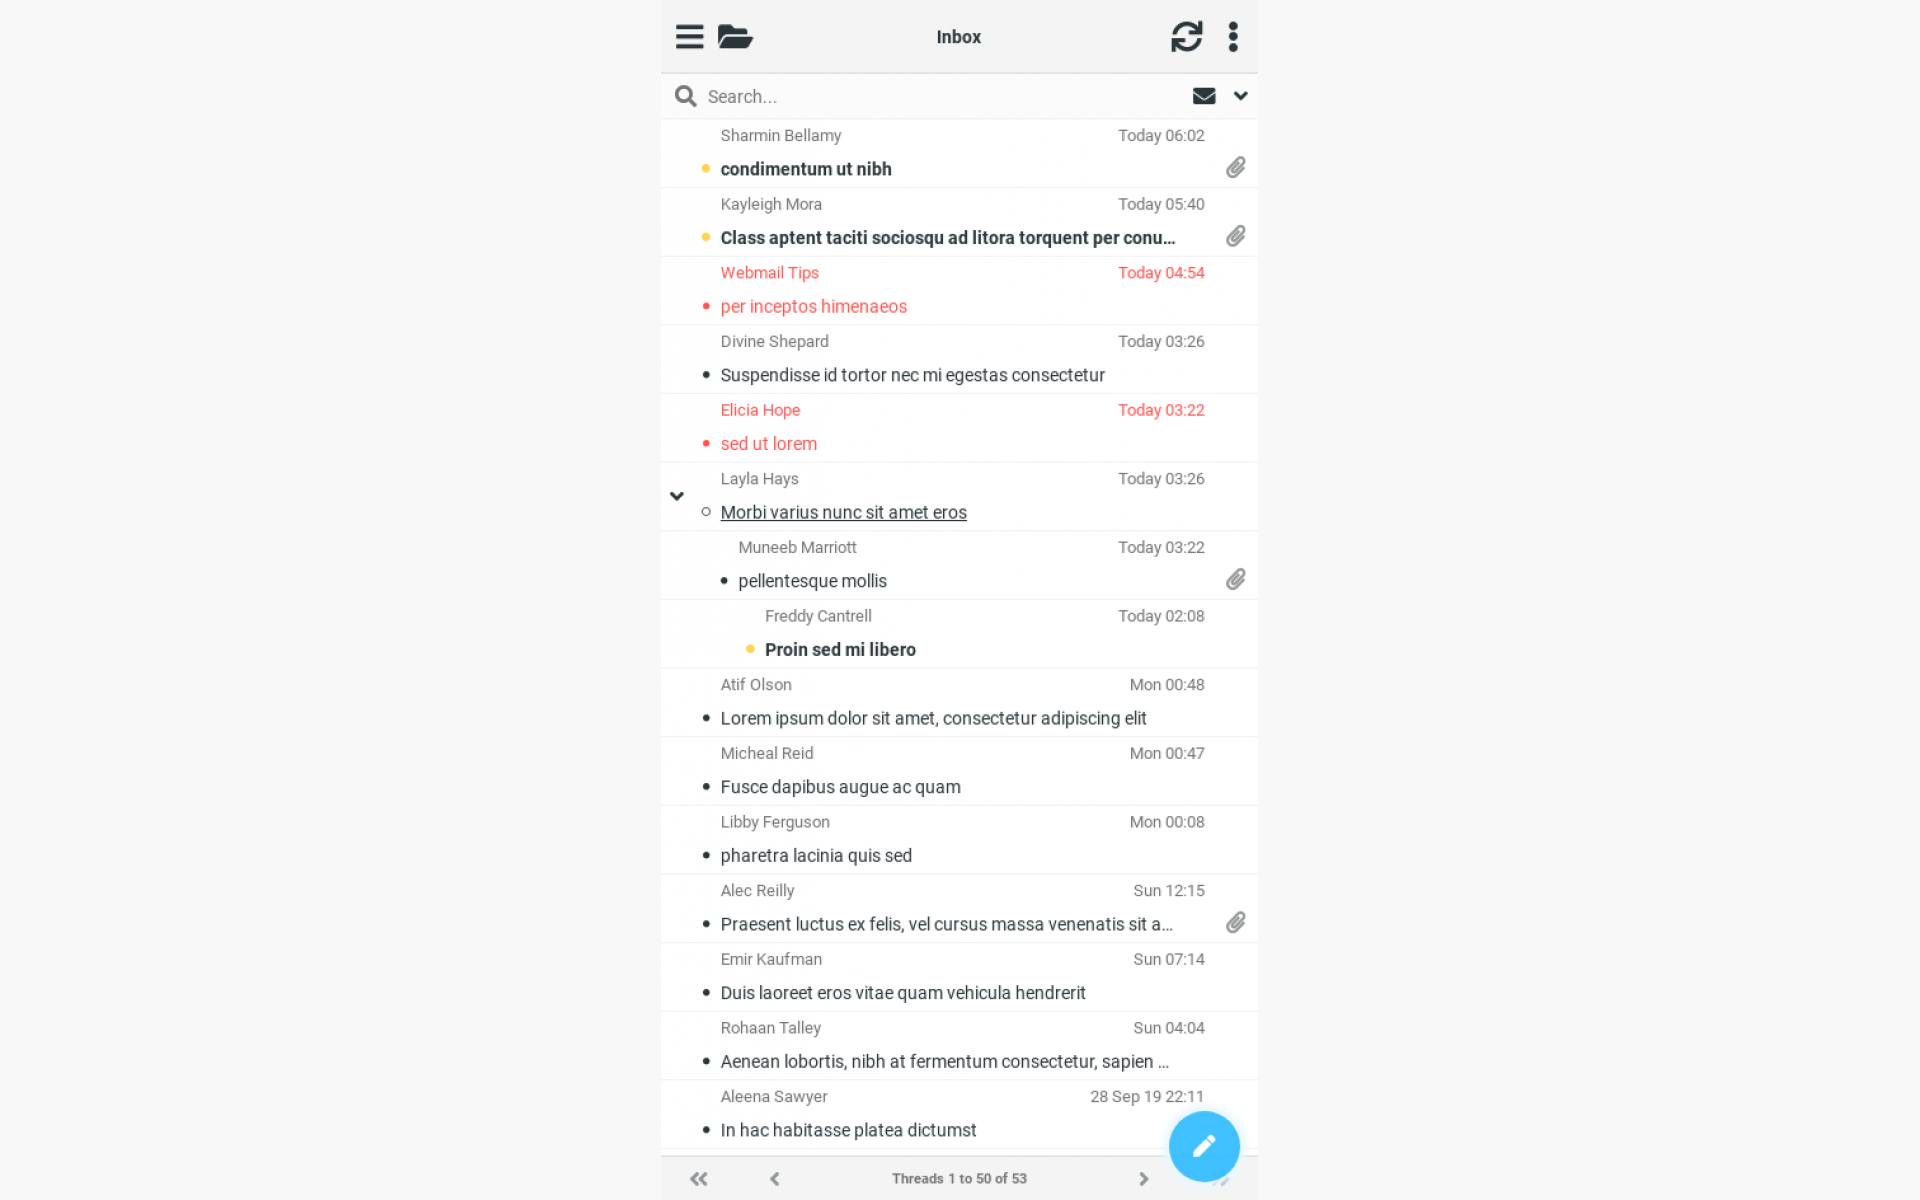 Inbox
Search...
Sharmin Bellamy Today 06:02
condimentum ut nibh
Kayleigh Mora Today 05:40
Class aptent taciti sociosqu ad litora torquent per conu...
Webmail Tips Today 04:54
per inceptos himenaeos
Divine Shepard Today 03:26
Suspendisse id tortor nec mi egestas consectetur
Elicia Hope Today 03:22
sed ut lorem
Layla Hays Today 03:26
Morbi varius nunc sit amet eros
Muneeb Marriott Today 03:22
pellentesque mollis
Freddy Cantrell Today 02:08
Proin sed mi libero
Atif Olson Mon 00:48
Lorem ipsum dolor sit amet, consectetur adipiscing elit
Micheal Reid Mon 00:47
Fusce dapibus augue ac quam
Libby Ferguson Mon 00:08
pharetra lacinia quis sed
Alec Reilly Sun 12:15
Praesent luctus ex felis, vel cursus massa venenatis sit a...
Emir Kaufman Sun 07:14
Duis laoreet eros vitae quam vehicula hendrerit
Rohaan Talley Sun 04:04
Aenean lobortis, nibh at fermentum consectetur, sapien ...
Aleena Sawyer 28 Sep 19 22:11
In hac habitasse platea dictumst
Threads 1 to 50 of 53